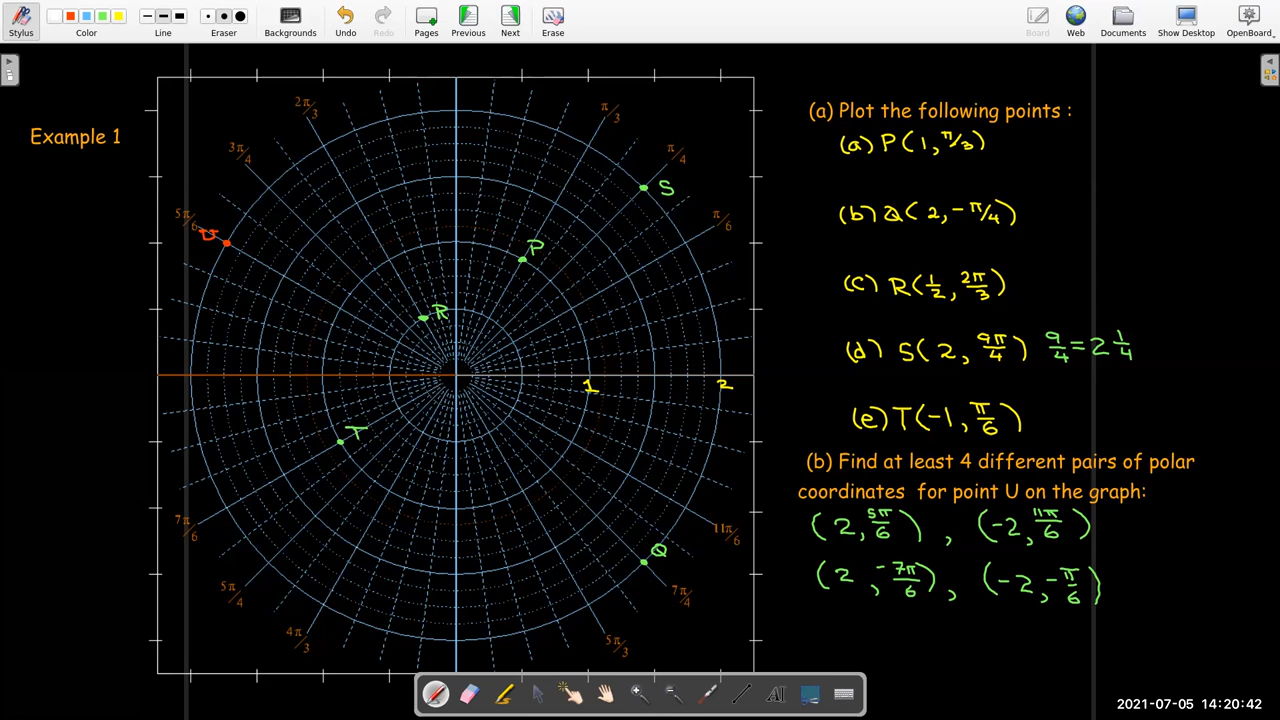 Stylus Color Line Eraser Backgrounds Undo Redo Pages Previous Next Erase Board Web Documents Show Desktop OpenBoard
Example 1
2π/3
π/3
3π/4
π/4
5π/6
π/6
7π/6
11π/6
5π/4
7π/4
4π/3
5π/3
U
S
P
R
T
Q
1
2
(a) Plot the following points :
(a) P(1, π/3)
(b) Q(2, -π/4)
(c) R(1/2, 2π/3)
(d) S(2, 9π/4) 9/4=2 1/4
(e) T(-1, π/6)
(b) Find at least 4 different pairs of polar
coordinates for point U on the graph:
(2, 5π/6), (-2, 11π/6)
(2, -7π/6), (-2, -π/6)
AI
2021-07-05 14:20:42